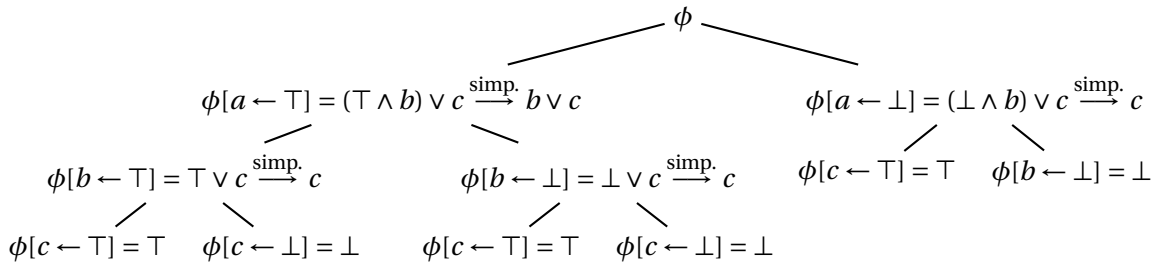 ϕ
ϕ[a ← ⊤] = (⊤ ∧ b) ∨ c simp.⟶ b ∨ c
ϕ[a ← ⊥] = (⊥ ∧ b) ∨ c simp.⟶ c
ϕ[b ← ⊤] = ⊤ ∨ c simp.⟶ c
ϕ[b ← ⊥] = ⊥ ∨ c simp.⟶ c
ϕ[c ← ⊤] = ⊤
ϕ[b ← ⊥] = ⊥
ϕ[c ← ⊤] = ⊤
ϕ[c ← ⊥] = ⊥
ϕ[c ← ⊤] = ⊤
ϕ[c ← ⊥] = ⊥